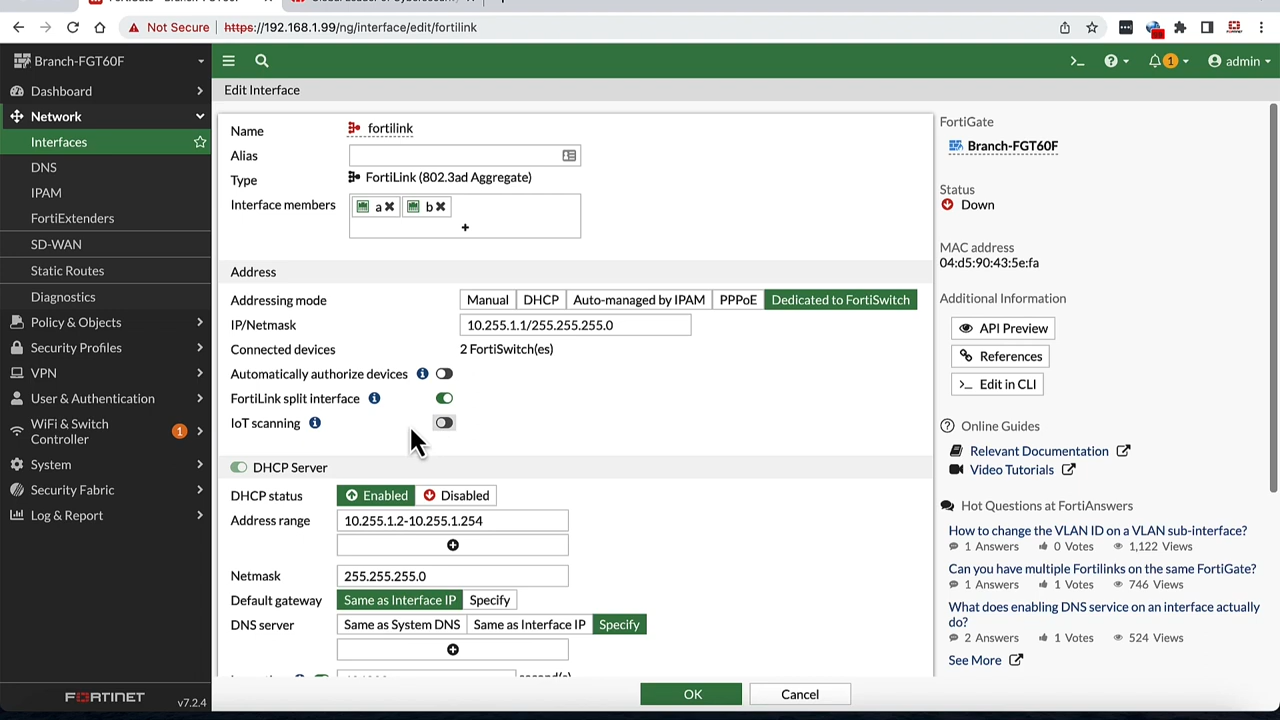 Not Secure
https://192.168.1.99/ng/interface/edit/fortilink
Branch-FGT60F
1
admin
Dashboard
Network
Interfaces
DNS
IPAM
FortiExtenders
SD-WAN
Static Routes
Diagnostics
Policy & Objects
Security Profiles
VPN
User & Authentication
WiFi & Switch
Controller
1
System
Security Fabric
Log & Report
FORTINET
v7.2.4
Edit Interface
Name
fortilink
Alias
Type
FortiLink (802.3ad Aggregate)
Interface members
a
b
Address
Addressing mode
Manual
DHCP
Auto-managed by IPAM
PPPoE
Dedicated to FortiSwitch
IP/Netmask
10.255.1.1/255.255.255.0
Connected devices
2 FortiSwitch(es)
Automatically authorize devices
FortiLink split interface
IoT scanning
DHCP Server
DHCP status
Enabled
Disabled
Address range
10.255.1.2-10.255.1.254
Netmask
255.255.255.0
Default gateway
Same as Interface IP
Specify
DNS server
Same as System DNS
Same as Interface IP
Specify
OK
Cancel
FortiGate
Branch-FGT60F
Status
Down
MAC address
04:d5:90:43:5e:fa
Additional Information
API Preview
References
>_ Edit in CLI
Online Guides
Relevant Documentation
Video Tutorials
Hot Questions at FortiAnswers
How to change the VLAN ID on a VLAN sub-interface?
1 Answers
0 Votes
1,122 Views
Can you have multiple Fortilinks on the same FortiGate?
1 Answers
1 Votes
746 Views
What does enabling DNS service on an interface actually
do?
2 Answers
1 Votes
524 Views
See More